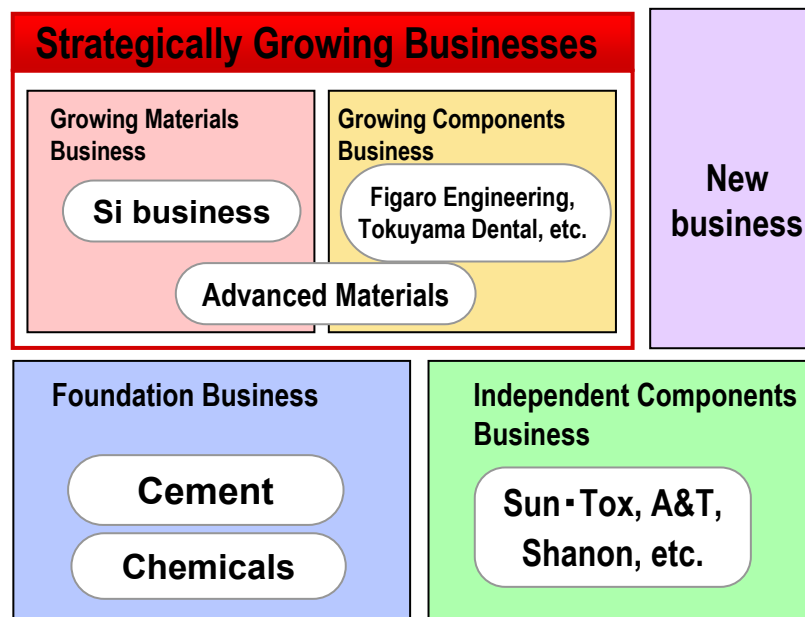 Strategically Growing Businesses
Growing Materials
Business
Si business
Growing Components
Business
Figaro Engineering,
Tokuyama Dental, etc.
Advanced Materials
New
business
Foundation Business
Cement
Chemicals
Independent Components
Business
Sun・Tox, A&T,
Shanon, etc.